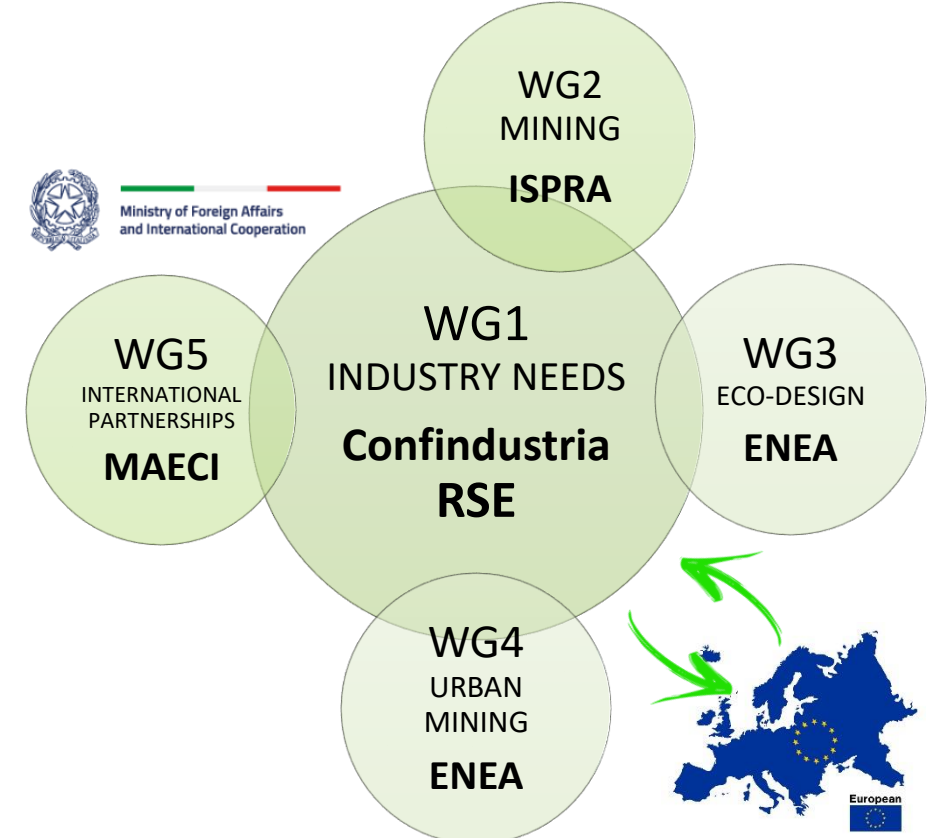 WG2
MINING
ISPRA
Ministry of Foreign Affairs
and International Cooperation
WG1
INDUSTRY NEEDS
Confindustria
RSE
WG5
INTERNATIONAL
PARTNERSHIPS
MAECI
WG3
ECO-DESIGN
ENEA
WG4
URBAN
MINING
ENEA
European